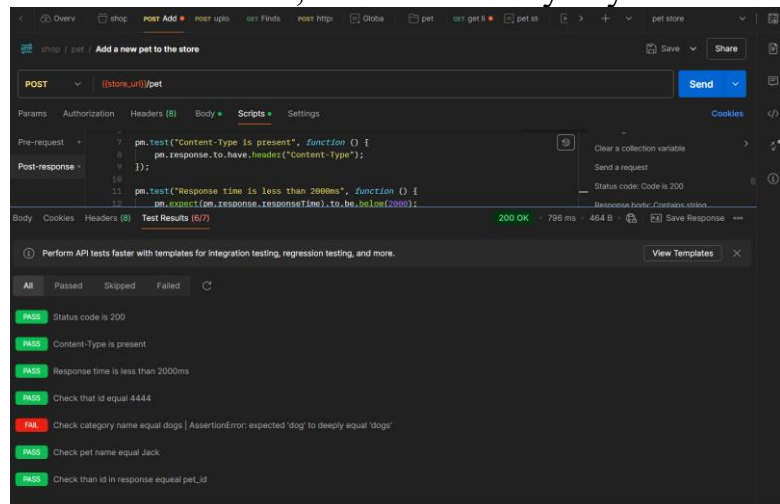 Overv shop POST Add POST uplo GET Finds POST http: Globa pet GET get li pet st pet store
shop / pet / Add a new pet to the store Save Share
POST {{store_url}}/pet Send
Params Authorization Headers (8) Body Scripts Settings Cookies
Pre-request
Post-response
7 pm.test("Content-Type is present", function () {
8 pm.response.to.have.header("Content-Type");
9 });
10
11 pm.test("Response time is less than 2000ms", function () {
12 pm.expect(pm.response.responseTime).to.be.below(2000);
Clear a collection variable
Send a request
Status code: Code is 200
Response body: Contains string
Body Cookies Headers (8) Test Results (6/7) 200 OK 796 ms 464 B Save Response
Perform API tests faster with templates for integration testing, regression testing, and more. View Templates
All Passed Skipped Failed
PASS Status code is 200
PASS Content-Type is present
PASS Response time is less than 2000ms
PASS Check that id equal 4444
FAIL Check category name equal dogs | AssertionError: expected 'dog' to deeply equal 'dogs'
PASS Check pet name equal Jack
PASS Check than id in response equeal pet_id